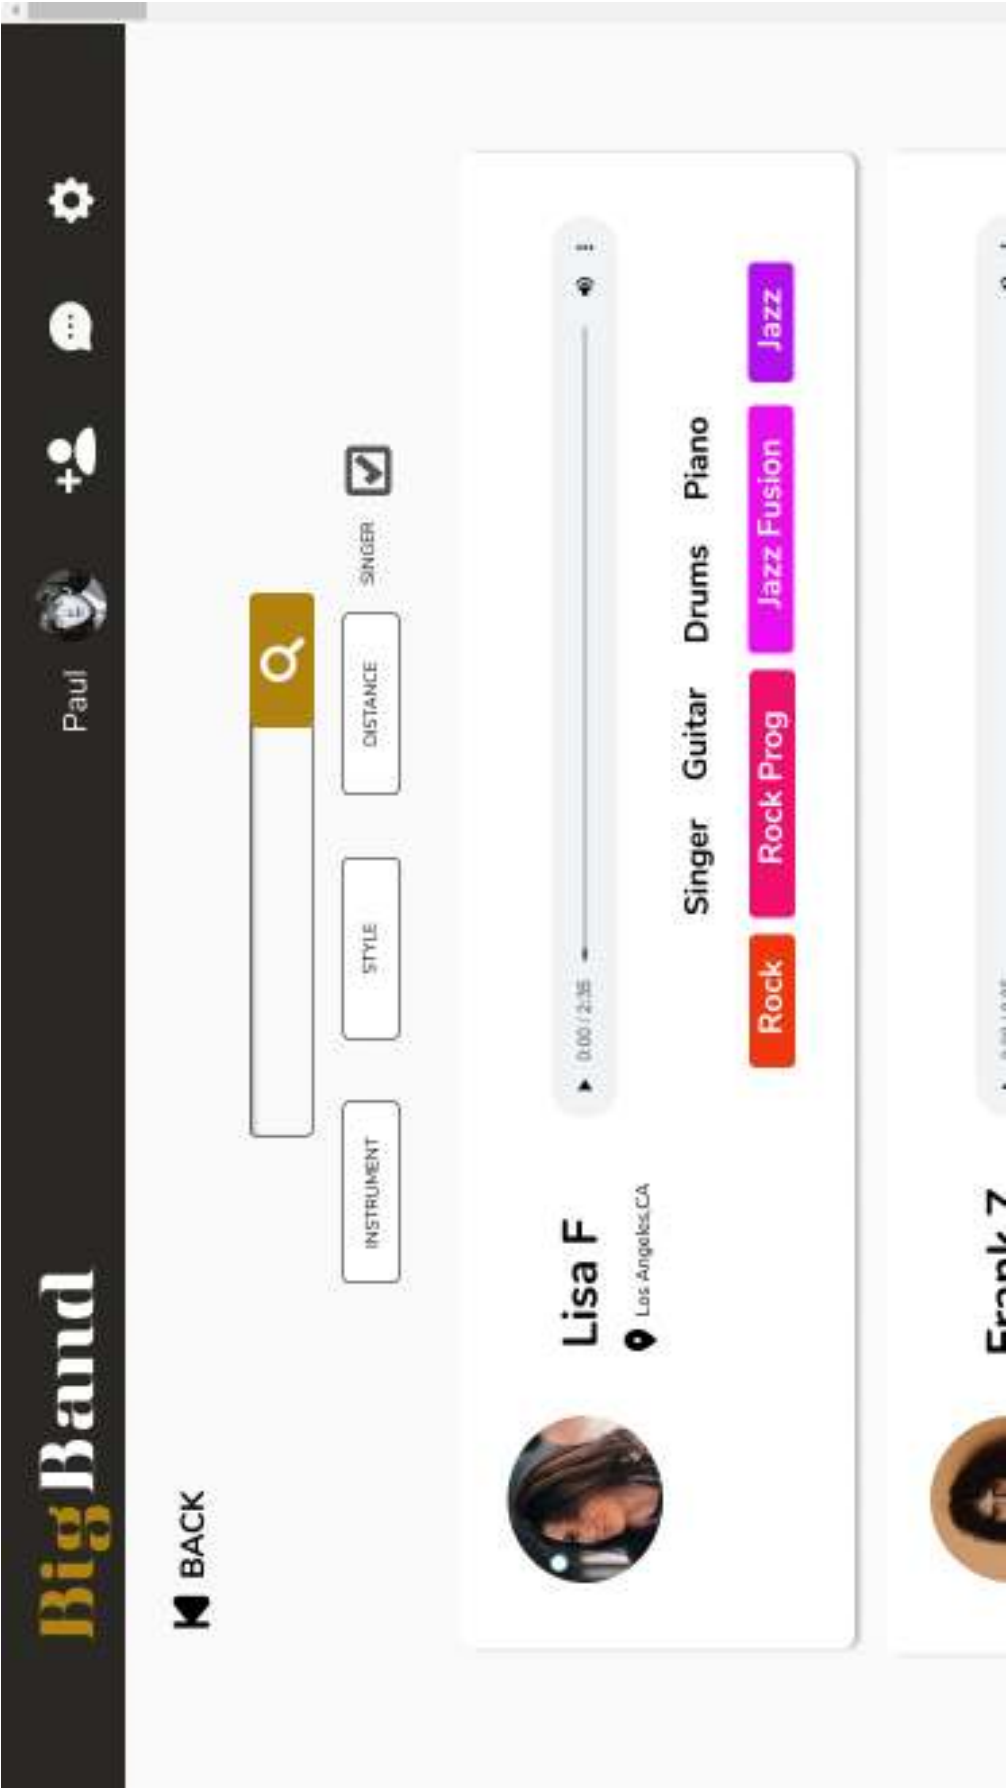 BigBand
Paul
BACK
INSTRUMENT
STYLE
DISTANCE
SINGER
Lisa F
Los Angeles,CA
0:00 / 2:35
Singer Guitar Drums Piano
Rock Rock Prog Jazz Fusion Jazz
Frank Z